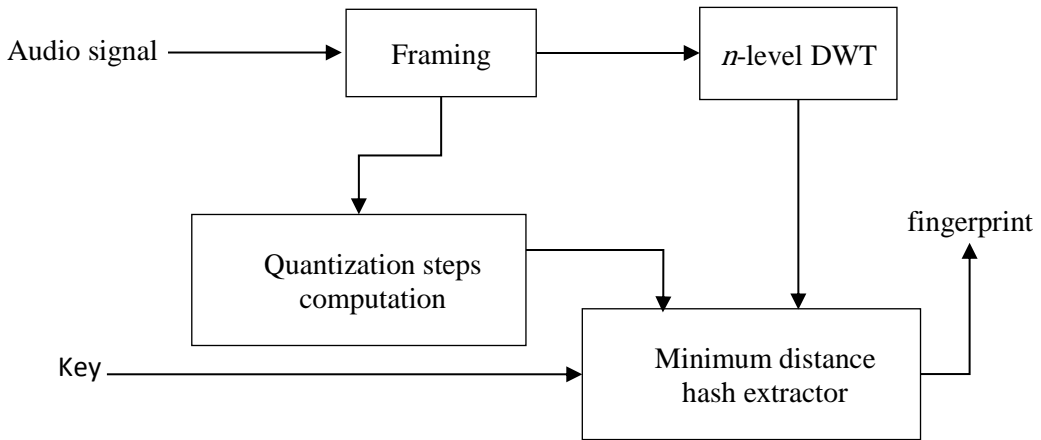 Audio signal
Framing
n-level DWT
Quantization steps
computation
fingerprint
Key
Minimum distance
hash extractor